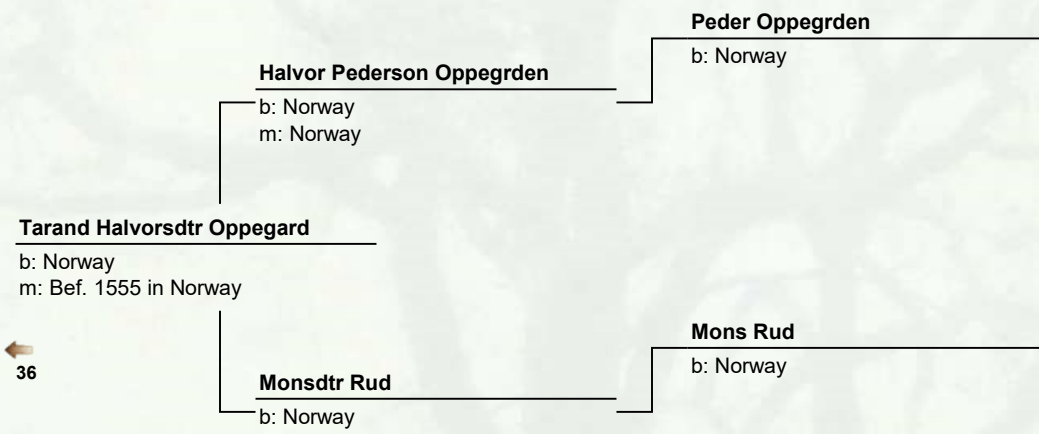 Peder Oppegrden
b: Norway
Halvor Pederson Oppegrden
b: Norway
m: Norway
Tarand Halvorsdtr Oppegard
b: Norway
m: Bef. 1555 in Norway
36
Mons Rud
b: Norway
Monsdtr Rud
b: Norway